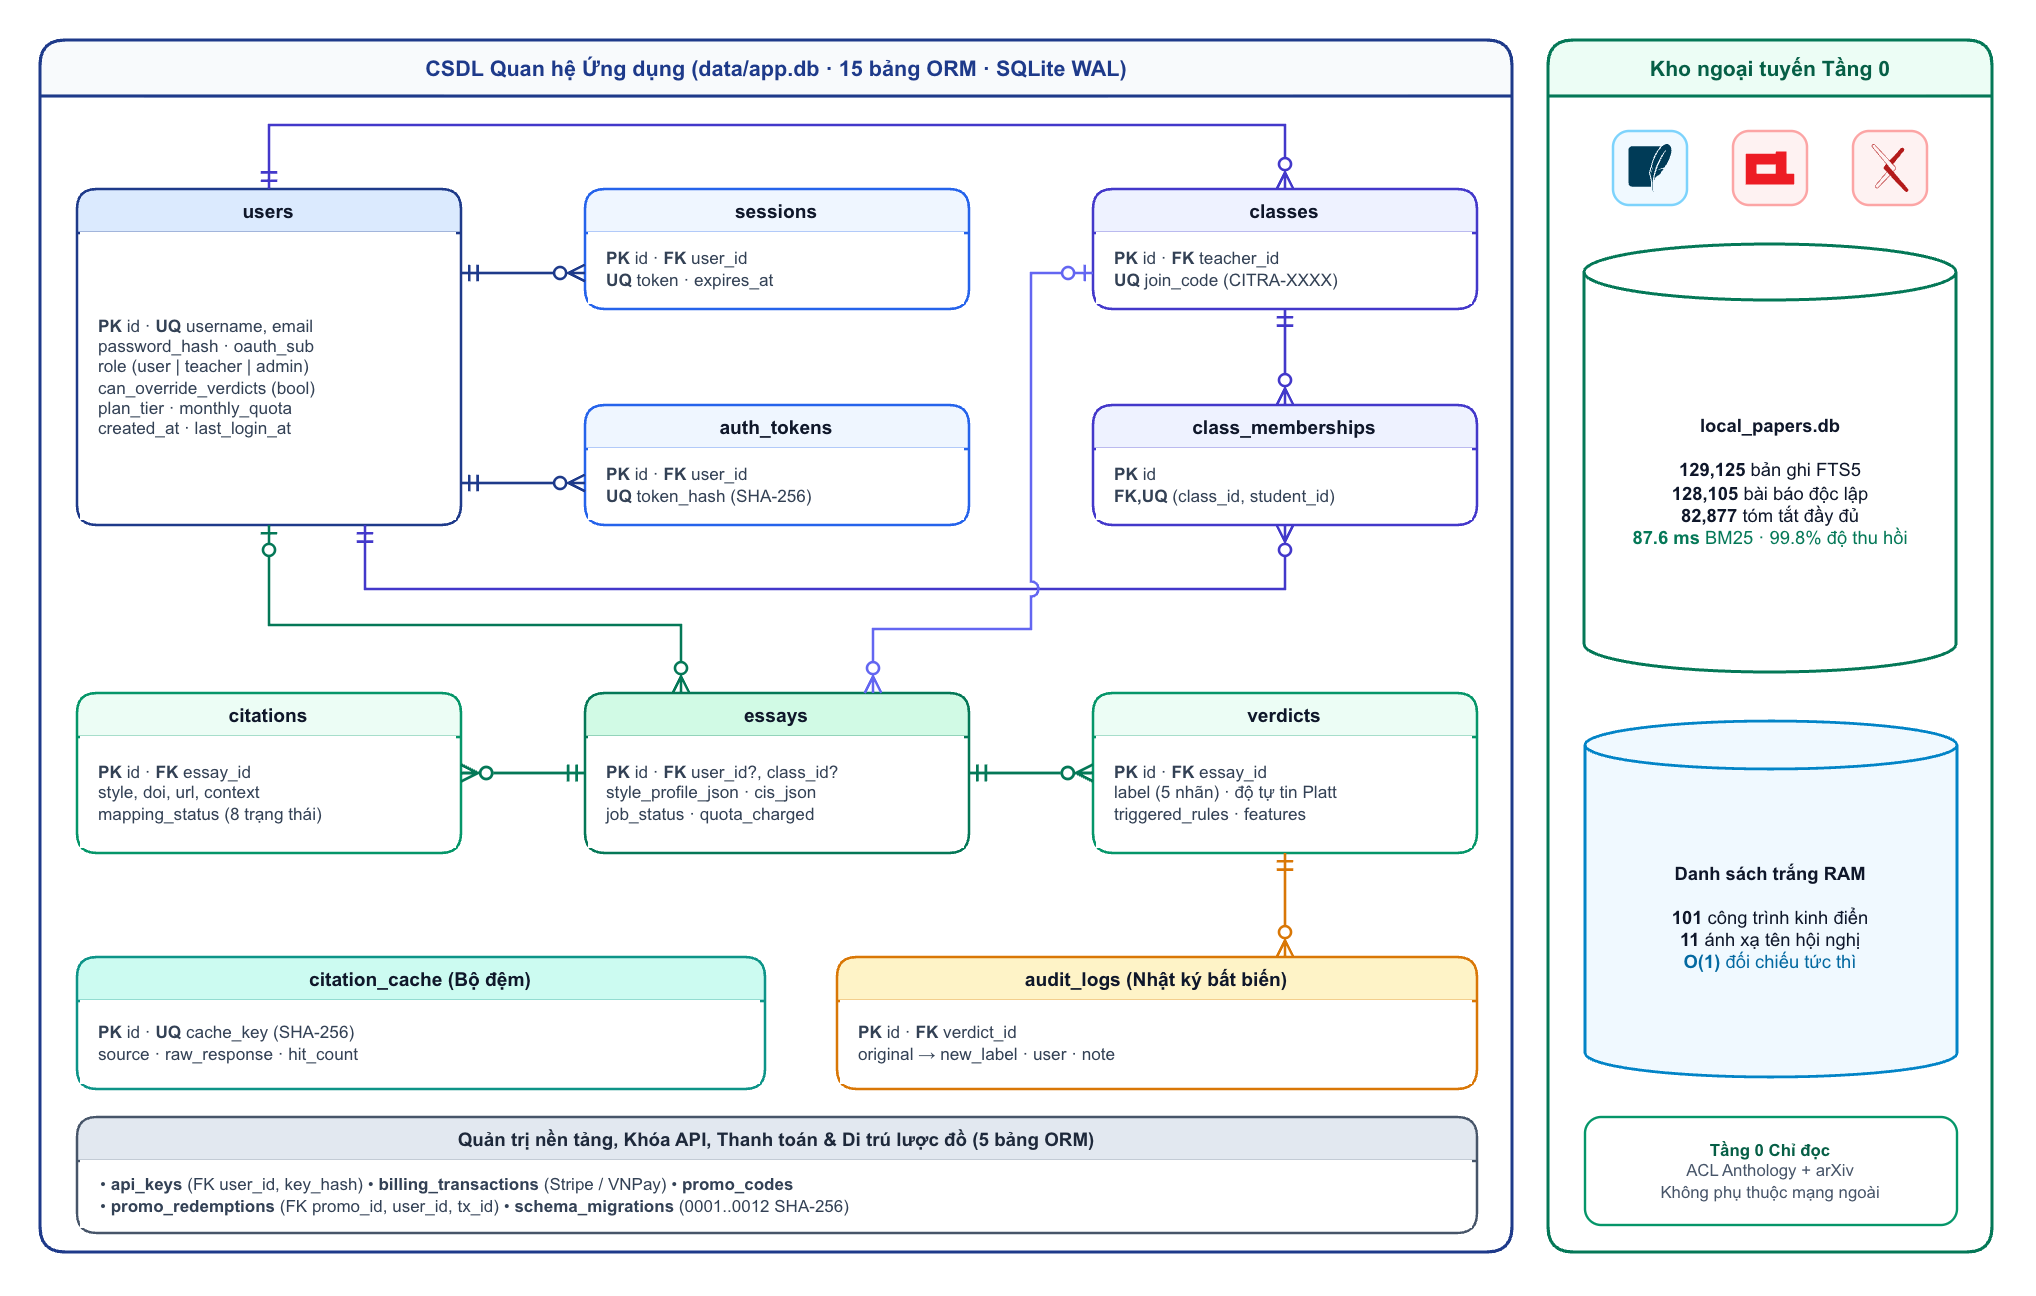 CSDL Quan hệ Ứng dụng (data/app.db · 15 bảng ORM · SQLite WAL)
users
PK id · UQ username, email
password_hash · oauth_sub
role (user | teacher | admin)
can_override_verdicts (bool)
plan_tier · monthly_quota
created_at · last_login_at
sessions
PK id · FK user_id
UQ token · expires_at
classes
PK id · FK teacher_id
UQ join_code (CITRA-XXXX)
auth_tokens
PK id · FK user_id
UQ token_hash (SHA-256)
class_memberships
PK id
FK,UQ (class_id, student_id)
citations
PK id · FK essay_id
style, doi, url, context
mapping_status (8 trạng thái)
essays
PK id · FK user_id?, class_id?
style_profile_json · cis_json
job_status · quota_charged
verdicts
PK id · FK essay_id
label (5 nhãn) · độ tự tin Platt
triggered_rules · features
citation_cache (Bộ đệm)
PK id · UQ cache_key (SHA-256)
source · raw_response · hit_count
audit_logs (Nhật ký bất biến)
PK id · FK verdict_id
original → new_label · user · note
Quản trị nền tảng, Khóa API, Thanh toán & Di trú lược đồ (5 bảng ORM)
• api_keys (FK user_id, key_hash) • billing_transactions (Stripe / VNPay) • promo_codes
• promo_redemptions (FK promo_id, user_id, tx_id) • schema_migrations (0001..0012 SHA-256)
Kho ngoại tuyến Tầng 0
local_papers.db
129,125 bản ghi FTS5
128,105 bài báo độc lập
82,877 tóm tắt đầy đủ
87.6 ms BM25 · 99.8% độ thu hồi
Danh sách trắng RAM
101 công trình kinh điển
11 ánh xạ tên hội nghị
O(1) đối chiếu tức thì
Tầng 0 Chỉ đọc
ACL Anthology + arXiv
Không phụ thuộc mạng ngoài